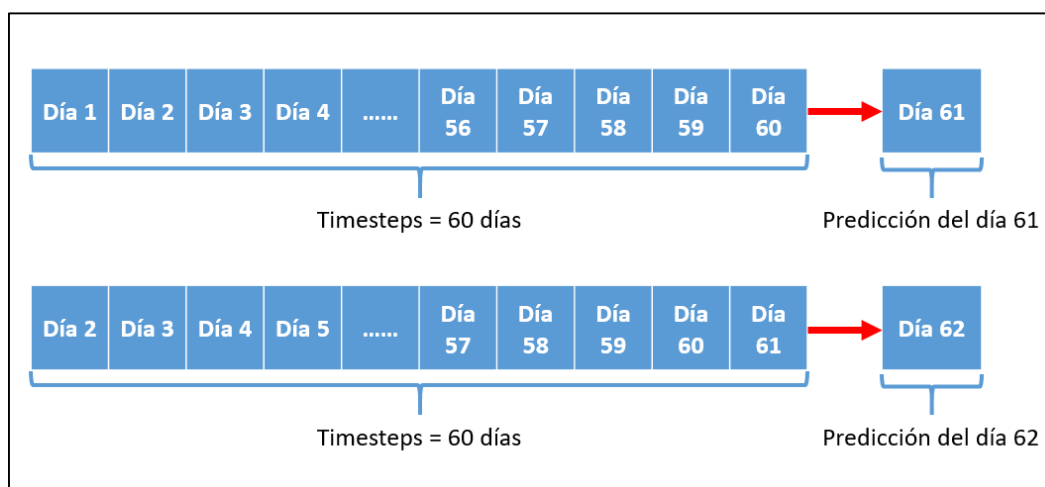 Día 1 Día 2 Día 3 Día 4 ...... Día 56 Día 57 Día 58 Día 59 Día 60 Día 61
Timesteps = 60 días Predicción del día 61
Día 2 Día 3 Día 4 Día 5 ...... Día 57 Día 58 Día 59 Día 60 Día 61 Día 62
Timesteps = 60 días Predicción del día 62